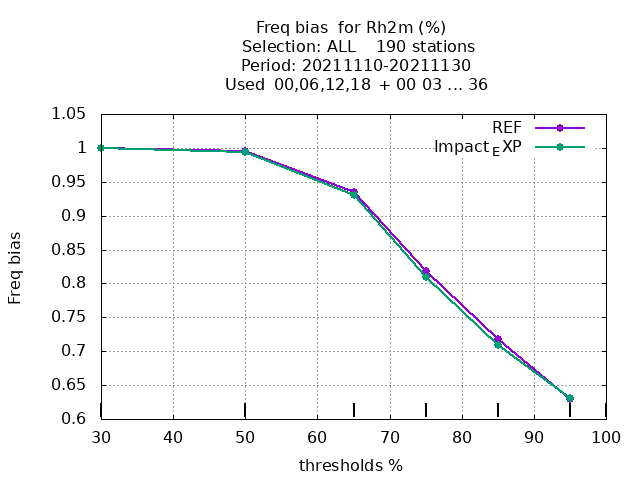 Freq bias  for Rh2m (%)
Selection: ALL    190 stations
Period: 20211110-20211130
Used  00,06,12,18  + 00 03 ... 36
REF
Impact_EXP
1.05
1
0.95
0.9
0.85
0.8
0.75
0.7
0.65
0.6
Freq bias
30 40 50 60 70 80 90 100
thresholds %